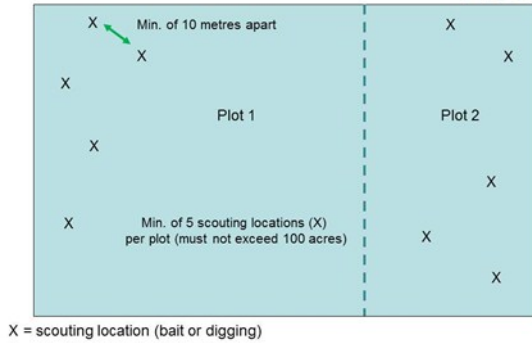 X
Min. of 10 metres apart
X
X
X
X
X
Plot 1
Plot 2
X
X
X
Min. of 5 scouting locations (X)
per plot (must not exceed 100 acres)
X
X
X = scouting location (bait or digging)